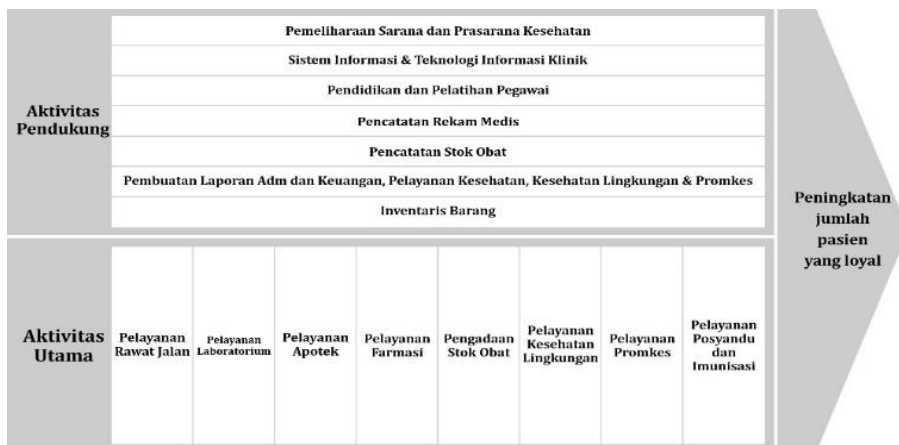 Pemeliharaan Sarana dan Prasarana Kesehatan
Sistem Informasi & Teknologi Informasi Klinik
Pendidikan dan Pelatihan Pegawai
Aktivitas
Pendukung
Pencatatan Rekam Medis
Pencatatan Stok Obat
Pembuatan Laporan Adm dan Keuangan, Pelayanan Kesehatan, Kesehatan Lingkungan & Promkes
Inventaris Barang
Peningkatan
jumlah
pasien
yang loyal
Aktivitas
Utama
Pelayanan
Rawat Jalan
Pelayanan
Laboratorium
Pelayanan
Apotek
Pelayanan
Farmasi
Pengadaan
Stok Obat
Pelayanan
Kesehatan
Lingkungan
Pelayanan
Promkes
Pelayanan
Posyandu
dan
Imunisasi